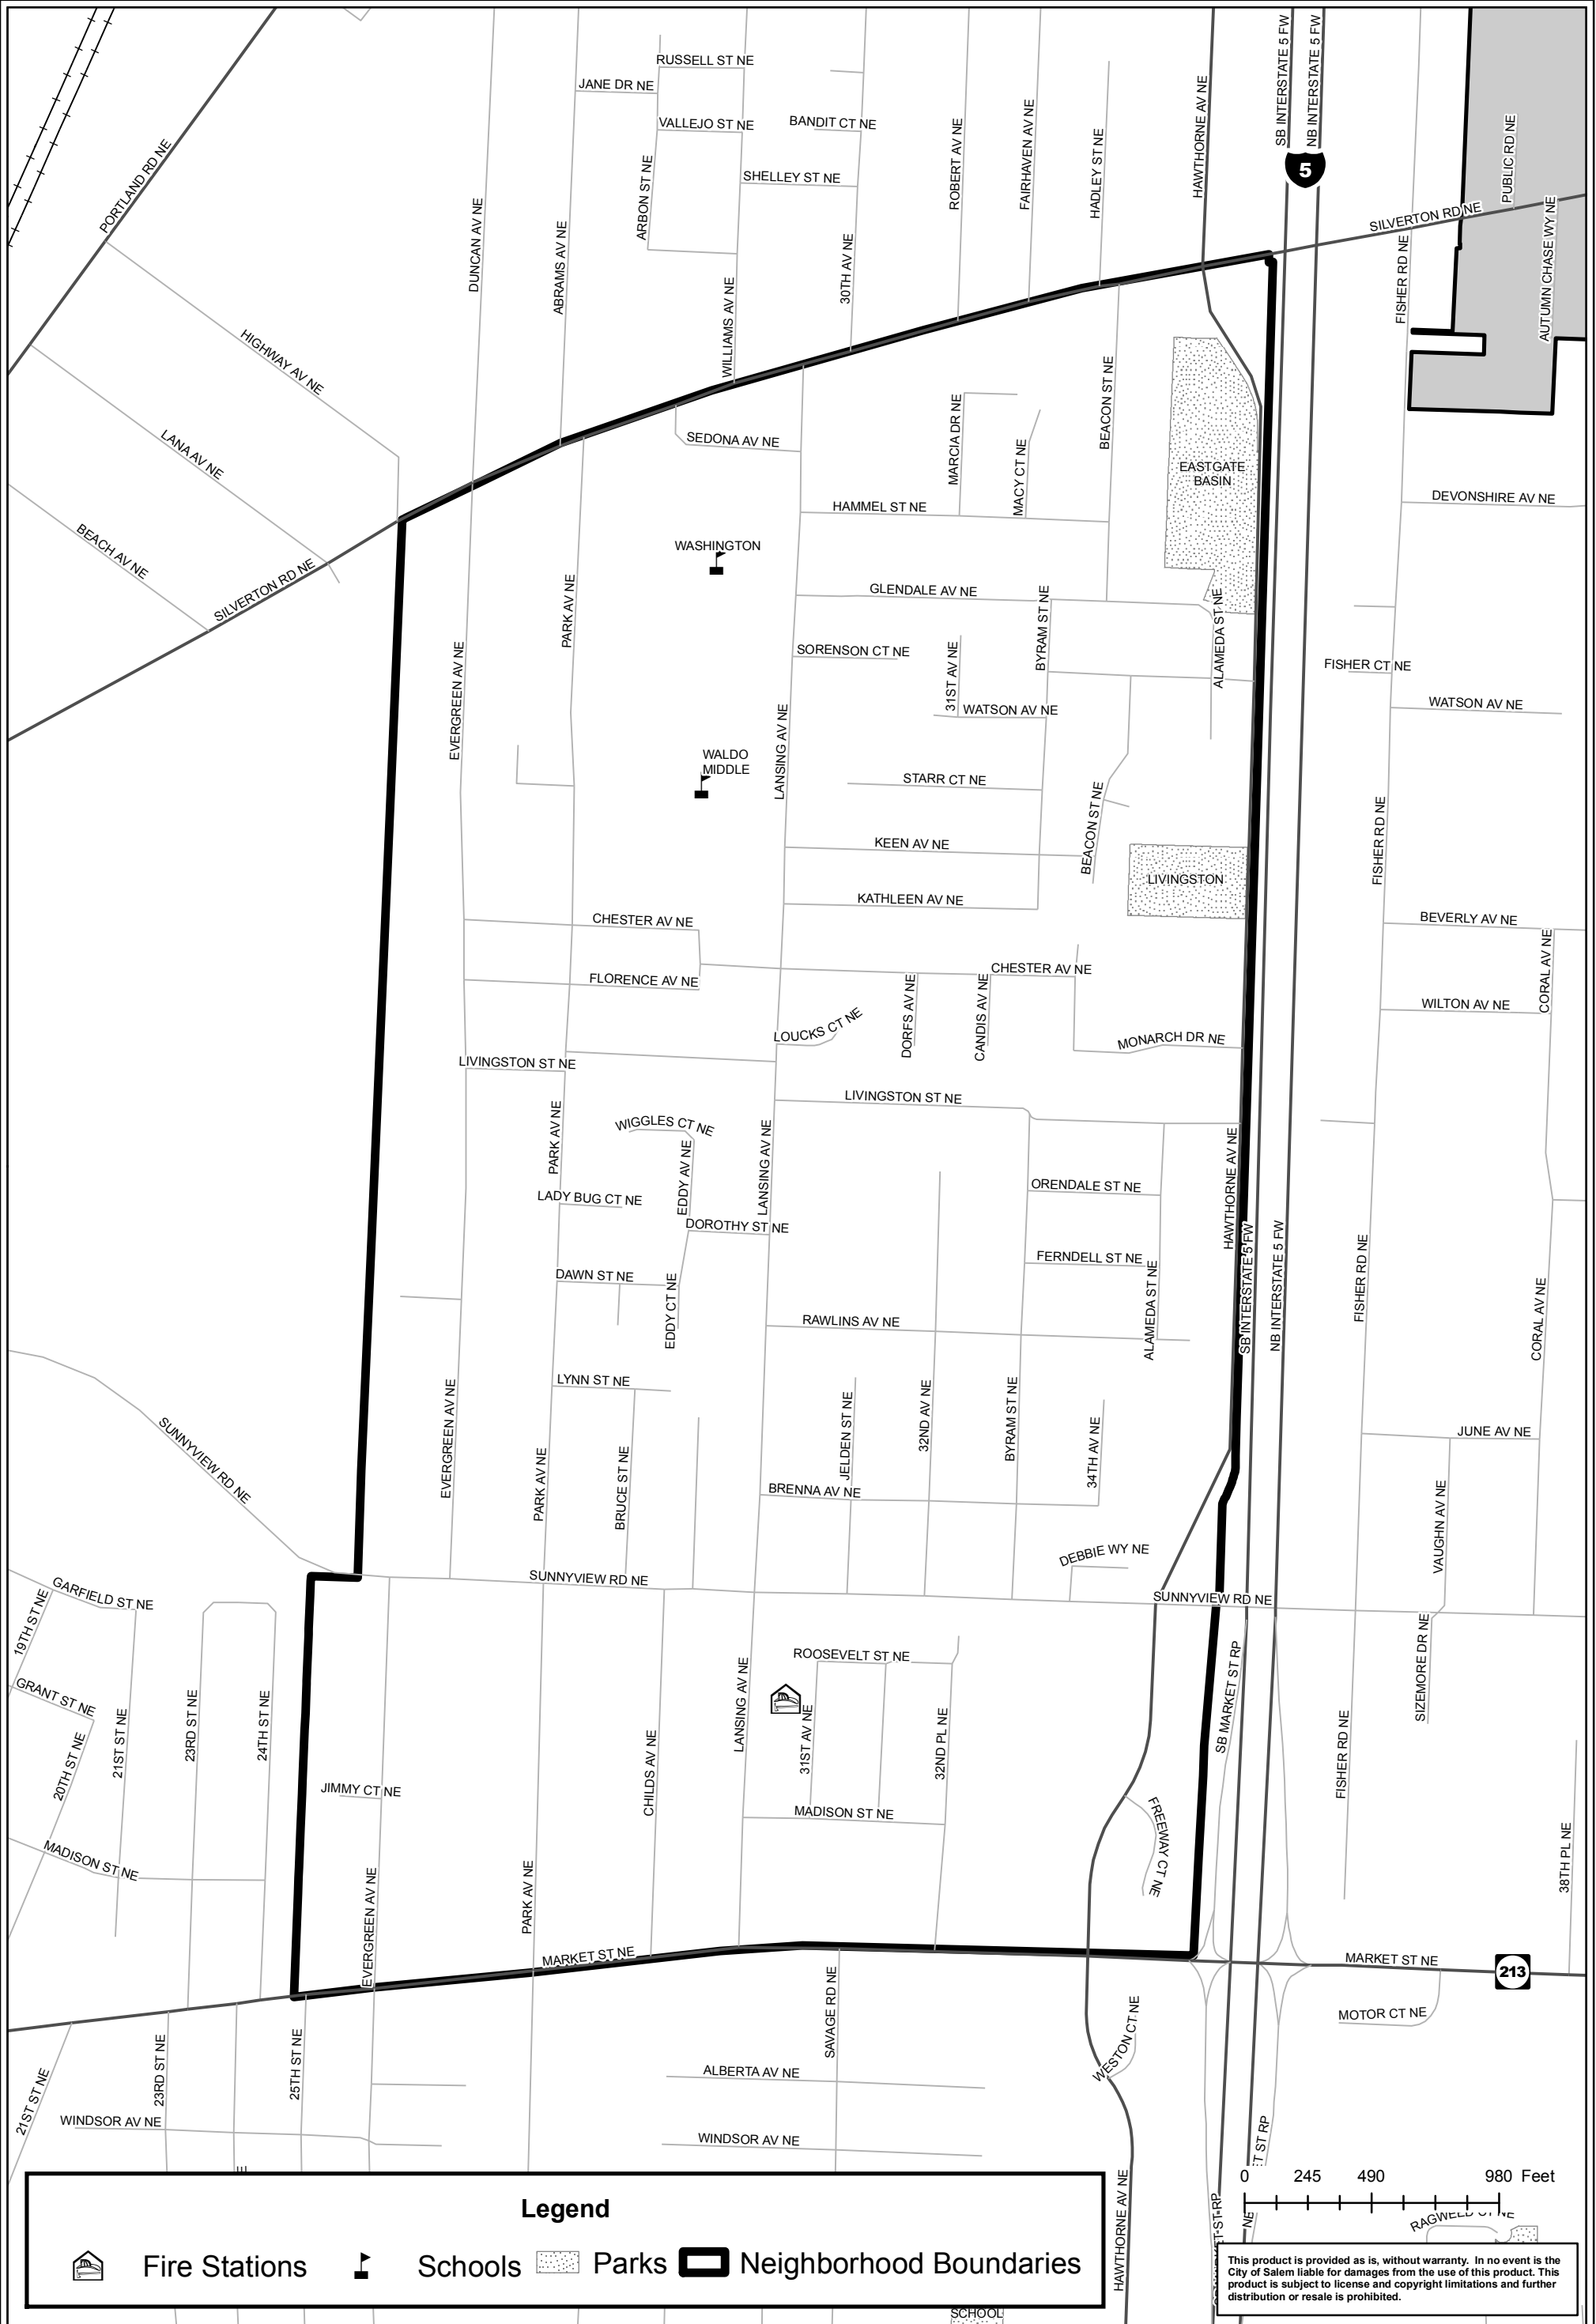 RUSSELL ST NE
JANE DR NE
VALLEJO ST NE
BANDIT CT NE
ARBON ST NE
SHELLEY ST NE
PORTLAND RD NE
DUNCAN AV NE
ABRAMS AV NE
WILLIAMS AV NE
30TH AV NE
ROBERT AV NE
FAIRHAVEN AV NE
HADLEY ST NE
HAWTHORNE AV NE
SB INTERSTATE 5 FW
NB INTERSTATE 5 FW
5
SILVERTON RD NE
PUBLIC RD NE
AUTUMN CHASE WY NE
FISHER RD NE
HIGHWAY AV NE
LANA AV NE
BEACH AV NE
SILVERTON RD NE
SEDONA AV NE
MARCIA DR NE
MACY CT NE
BEACON ST NE
EASTGATE
BASIN
DEVONSHIRE AV NE
HAMMEL ST NE
WASHINGTON
GLENDALE AV NE
PARK AV NE
BYRAM ST NE
ALAMEDA ST NE
EVERGREEN AV NE
SORENSON CT NE
31ST AV NE
WATSON AV NE
FISHER CT NE
WATSON AV NE
LANSING AV NE
WALDO
MIDDLE
STARR CT NE
BEACON ST NE
KEEN AV NE
LIVINGSTON
KATHLEEN AV NE
FISHER RD NE
CHESTER AV NE
BEVERLY AV NE
CORAL AV NE
FLORENCE AV NE
CHESTER AV NE
DORFS AV NE
CANDIS AV NE
WILTON AV NE
LOUCKS CT NE
MONARCH DR NE
LIVINGSTON ST NE
LIVINGSTON ST NE
PARK AV NE
WIGGLES CT NE
EDDY AV NE
LANSING AV NE
HAWTHORNE AV NE
LADY BUG CT NE
ORENDALE ST NE
DOROTHY ST NE
SB INTERSTATE 5 FW
NB INTERSTATE 5 FW
FERNDELL ST NE
DAWN ST NE
EDDY CT NE
ALAMEDA ST NE
FISHER RD NE
CORAL AV NE
RAWLINS AV NE
LYNN ST NE
EVERGREEN AV NE
PARK AV NE
BRUCE ST NE
JELDEN ST NE
32ND AV NE
BYRAM ST NE
34TH AV NE
JUNE AV NE
SUNNYVIEW RD NE
BRENNA AV NE
VAUGHN AV NE
DEBBIE WY NE
SUNNYVIEW RD NE
SUNNYVIEW RD NE
GARFIELD ST NE
19TH ST NE
GRANT ST NE
20TH ST NE
21ST ST NE
23RD ST NE
24TH ST NE
ROOSEVELT ST NE
LANSING AV NE
31ST AV NE
32ND PL NE
SB MARKET ST RP
SIZEMORE DR NE
FISHER RD NE
JIMMY CT NE
CHILDS AV NE
MADISON ST NE
FREEWAY CT NE
38TH PL NE
MADISON ST NE
EVERGREEN AV NE
PARK AV NE
MARKET ST NE
MARKET ST NE
213
SAVAGE RD NE
MOTOR CT NE
WESTON CT NE
21ST ST NE
23RD ST NE
25TH ST NE
ALBERTA AV NE
WINDSOR AV NE
WINDSOR AV NE
HAWTHORNE AV NE
0 245 490 980 Feet
Legend
Fire Stations Schools Parks Neighborhood Boundaries
This product is provided as is, without warranty. In no event is the
City of Salem liable for damages from the use of this product. This
product is subject to license and copyright limitations and further
distribution or resale is prohibited.
SCHOOL